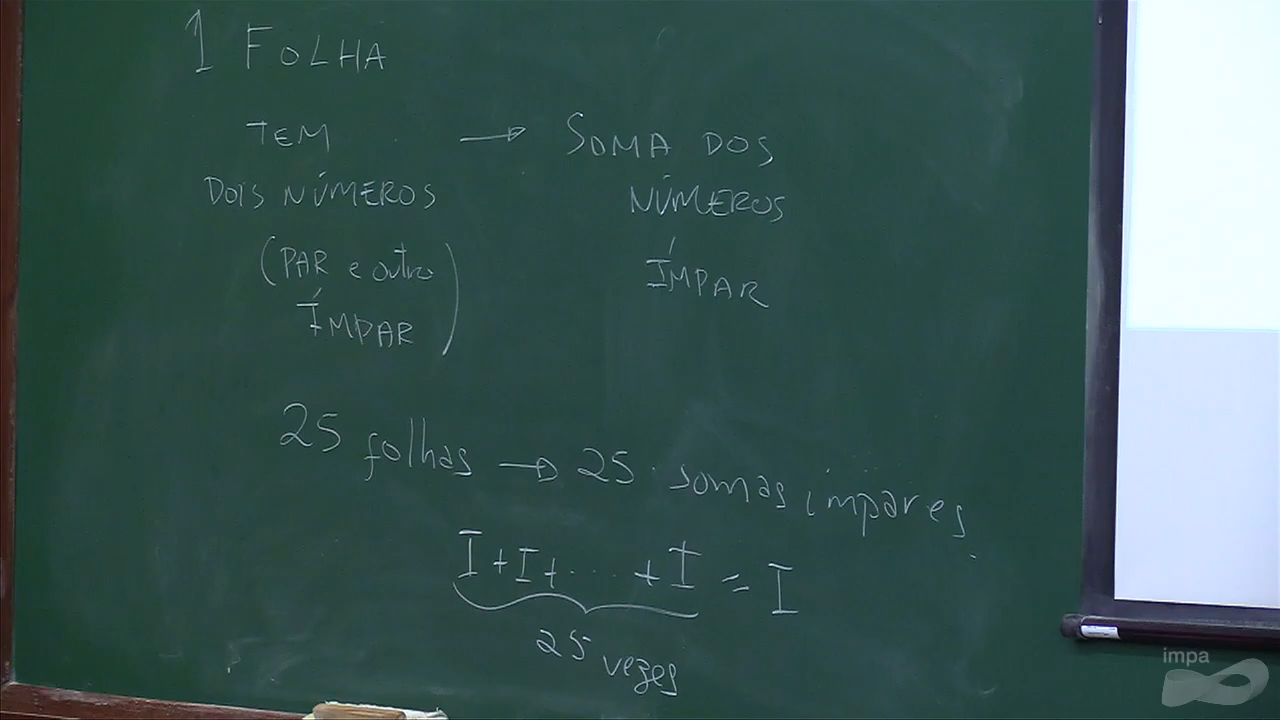 1 FOLHA
TEM → SOMA DOS
DOIS NÚMEROS NÚMEROS
(PAR e outro ÍMPAR
ÍMPAR)
25 folhas → 25 somas ímpares.
I+I+...+I = I
25 vezes
impa